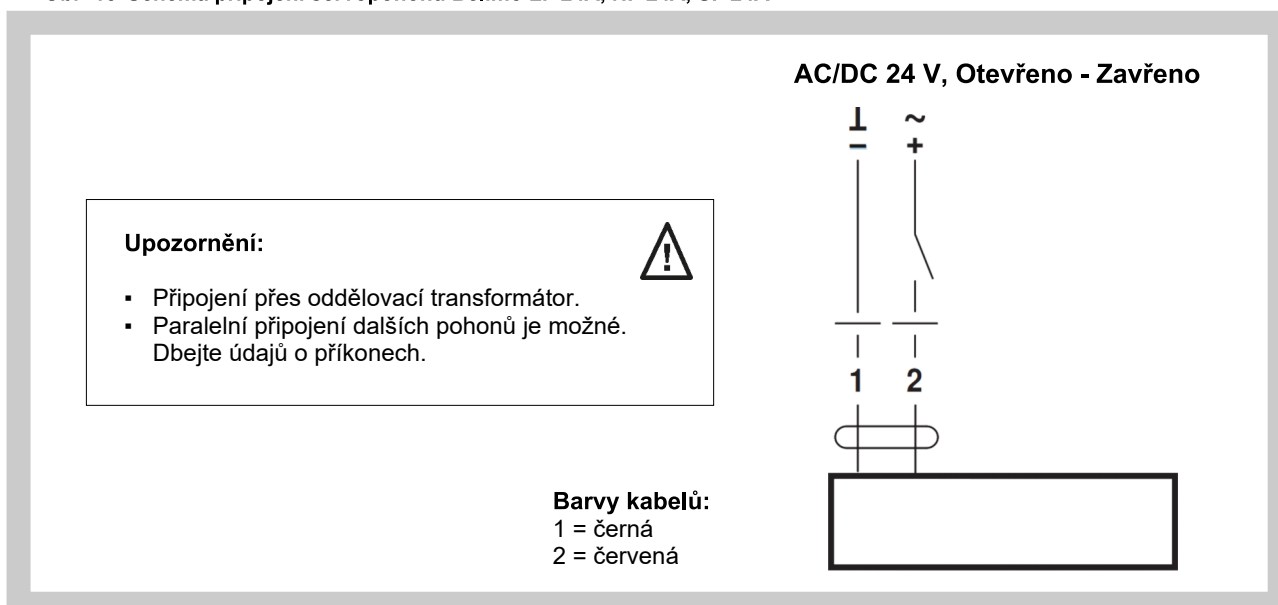 AC/DC 24 V, Otevřeno - Zavřeno
⊥ ~
– +
Upozornění:
▪ Připojení přes oddělovací transformátor.
▪ Paralelní připojení dalších pohonů je možné.
Dbejte údajů o příkonech.
1 2
Barvy kabelů:
1 = černá
2 = červená